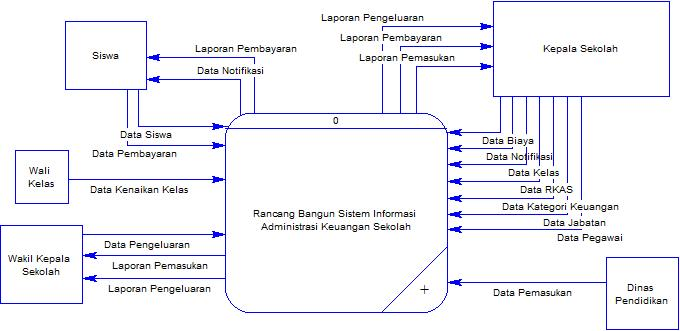 Laporan Pengeluaran
Laporan Pembayaran
Laporan Pemasukan
Kepala Sekolah
Siswa
Laporan Pembayaran
Data Notifikasi
0
Data Siswa
Data Pembayaran
Data Biaya
Data Notifikasi
Data Kelas
Data RKAS
Data Kategori Keuangan
Data Jabatan
Data Pegawai
Wali
Kelas
Data Kenaikan Kelas
Rancang Bangun Sistem Informasi
Administrasi Keuangan Sekolah
Wakil Kepala
Sekolah
Data Pengeluaran
Laporan Pemasukan
Laporan Pengeluaran
+
Data Pemasukan
Dinas
Pendidikan